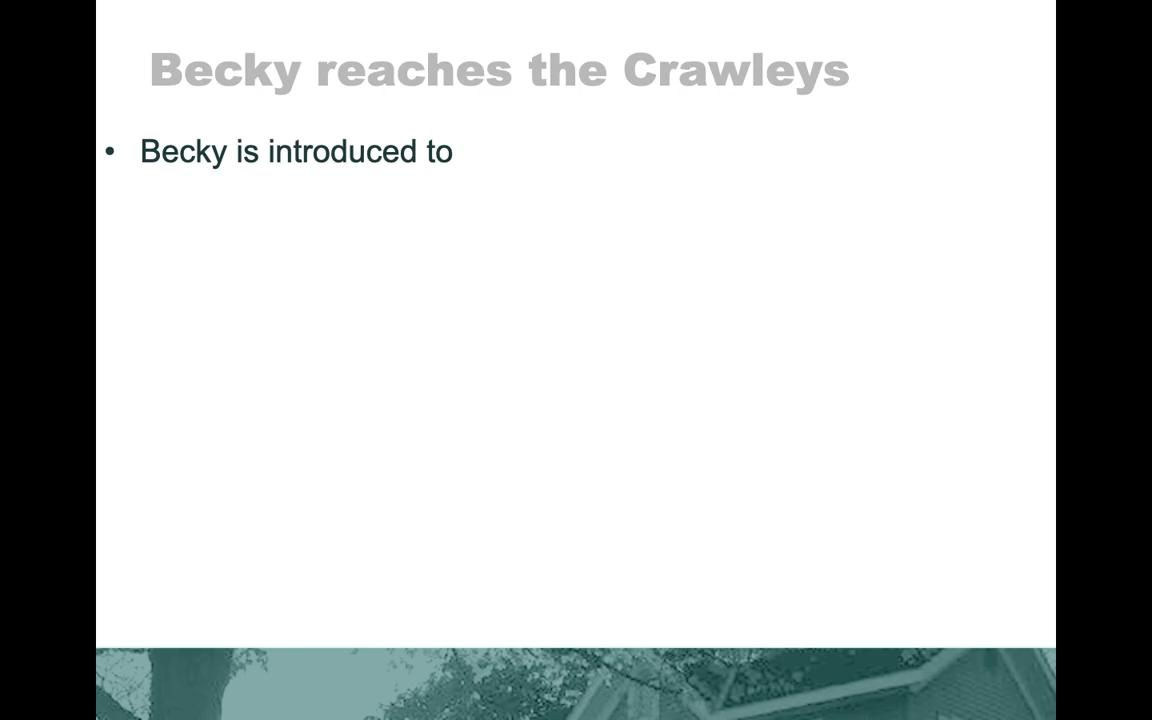 Becky reaches the Crawleys
• Becky is introduced to